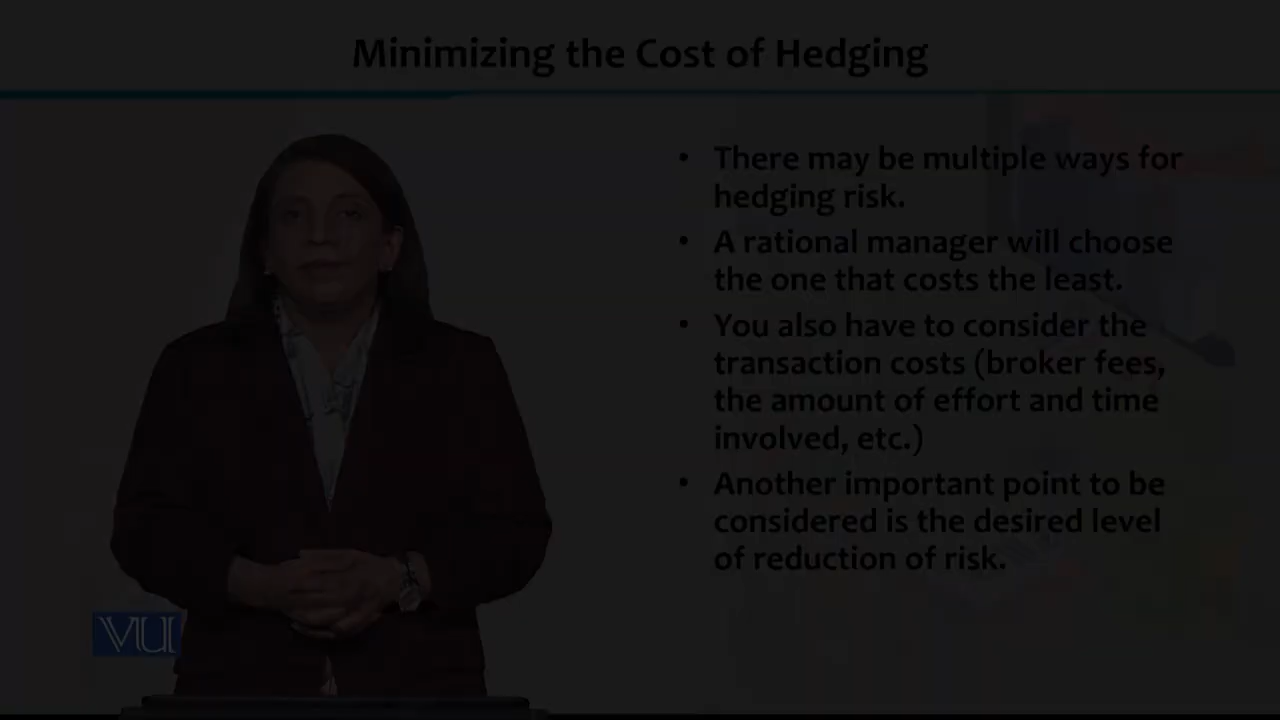 Minimizing the Cost of Hedging
• There may be multiple ways for
hedging risk.
• A rational manager will choose
the one that costs the least.
• You also have to consider the
transaction costs (broker fees,
the amount of effort and time
involved, etc.)
• Another important point to be
considered is the desired level
of reduction of risk.
VU